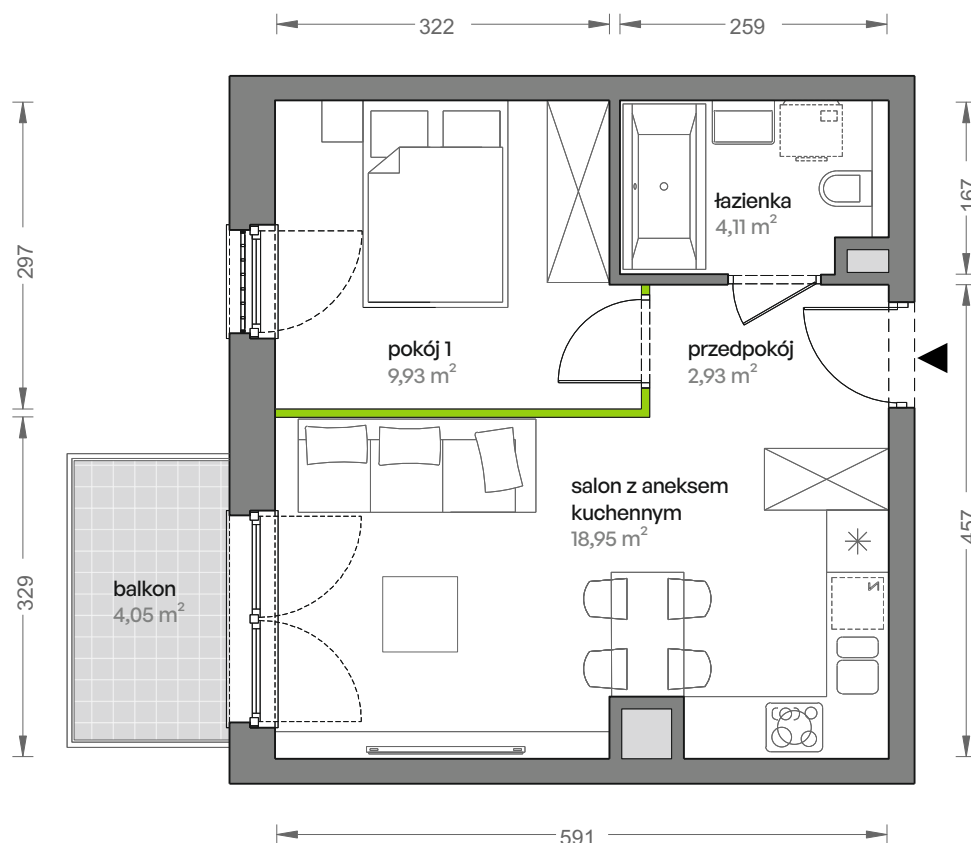 322
259
297
167
łazienka
4,11 m²
pokój 1
9,93 m²
przedpokój
2,93 m²
salon z aneksem
kuchennym
18,95 m²
457
329
balkon
4,05 m²
591